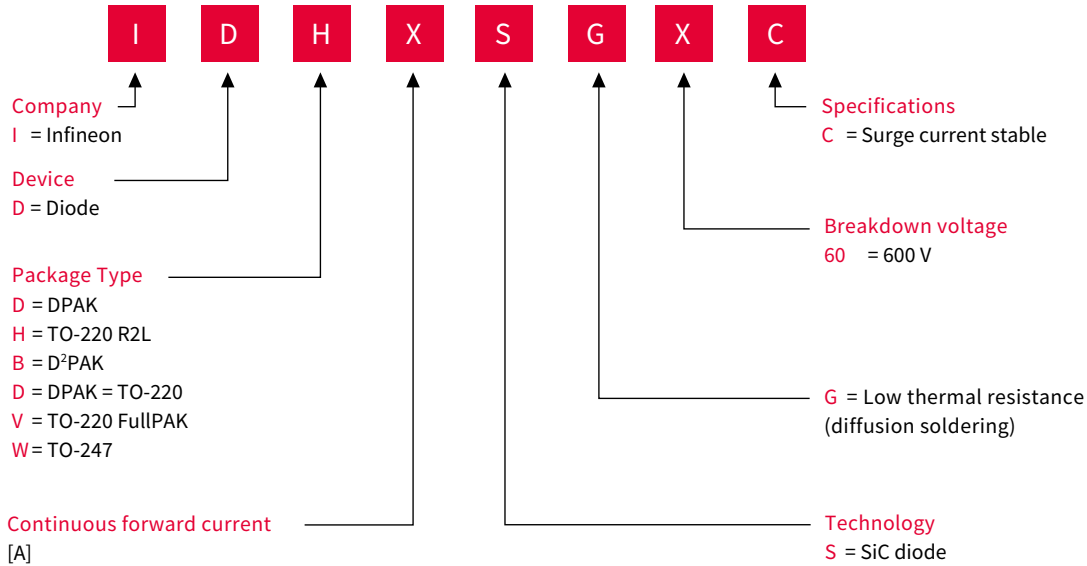 I D H X S G X C
Company
I = Infineon
Device
D = Diode
Package Type
D = DPAK
H = TO-220 R2L
B = D²PAK
D = DPAK = TO-220
V = TO-220 FullPAK
W = TO-247
Continuous forward current
[A]
Specifications
C = Surge current stable
Breakdown voltage
60 = 600 V
G = Low thermal resistance
(diffusion soldering)
Technology
S = SiC diode